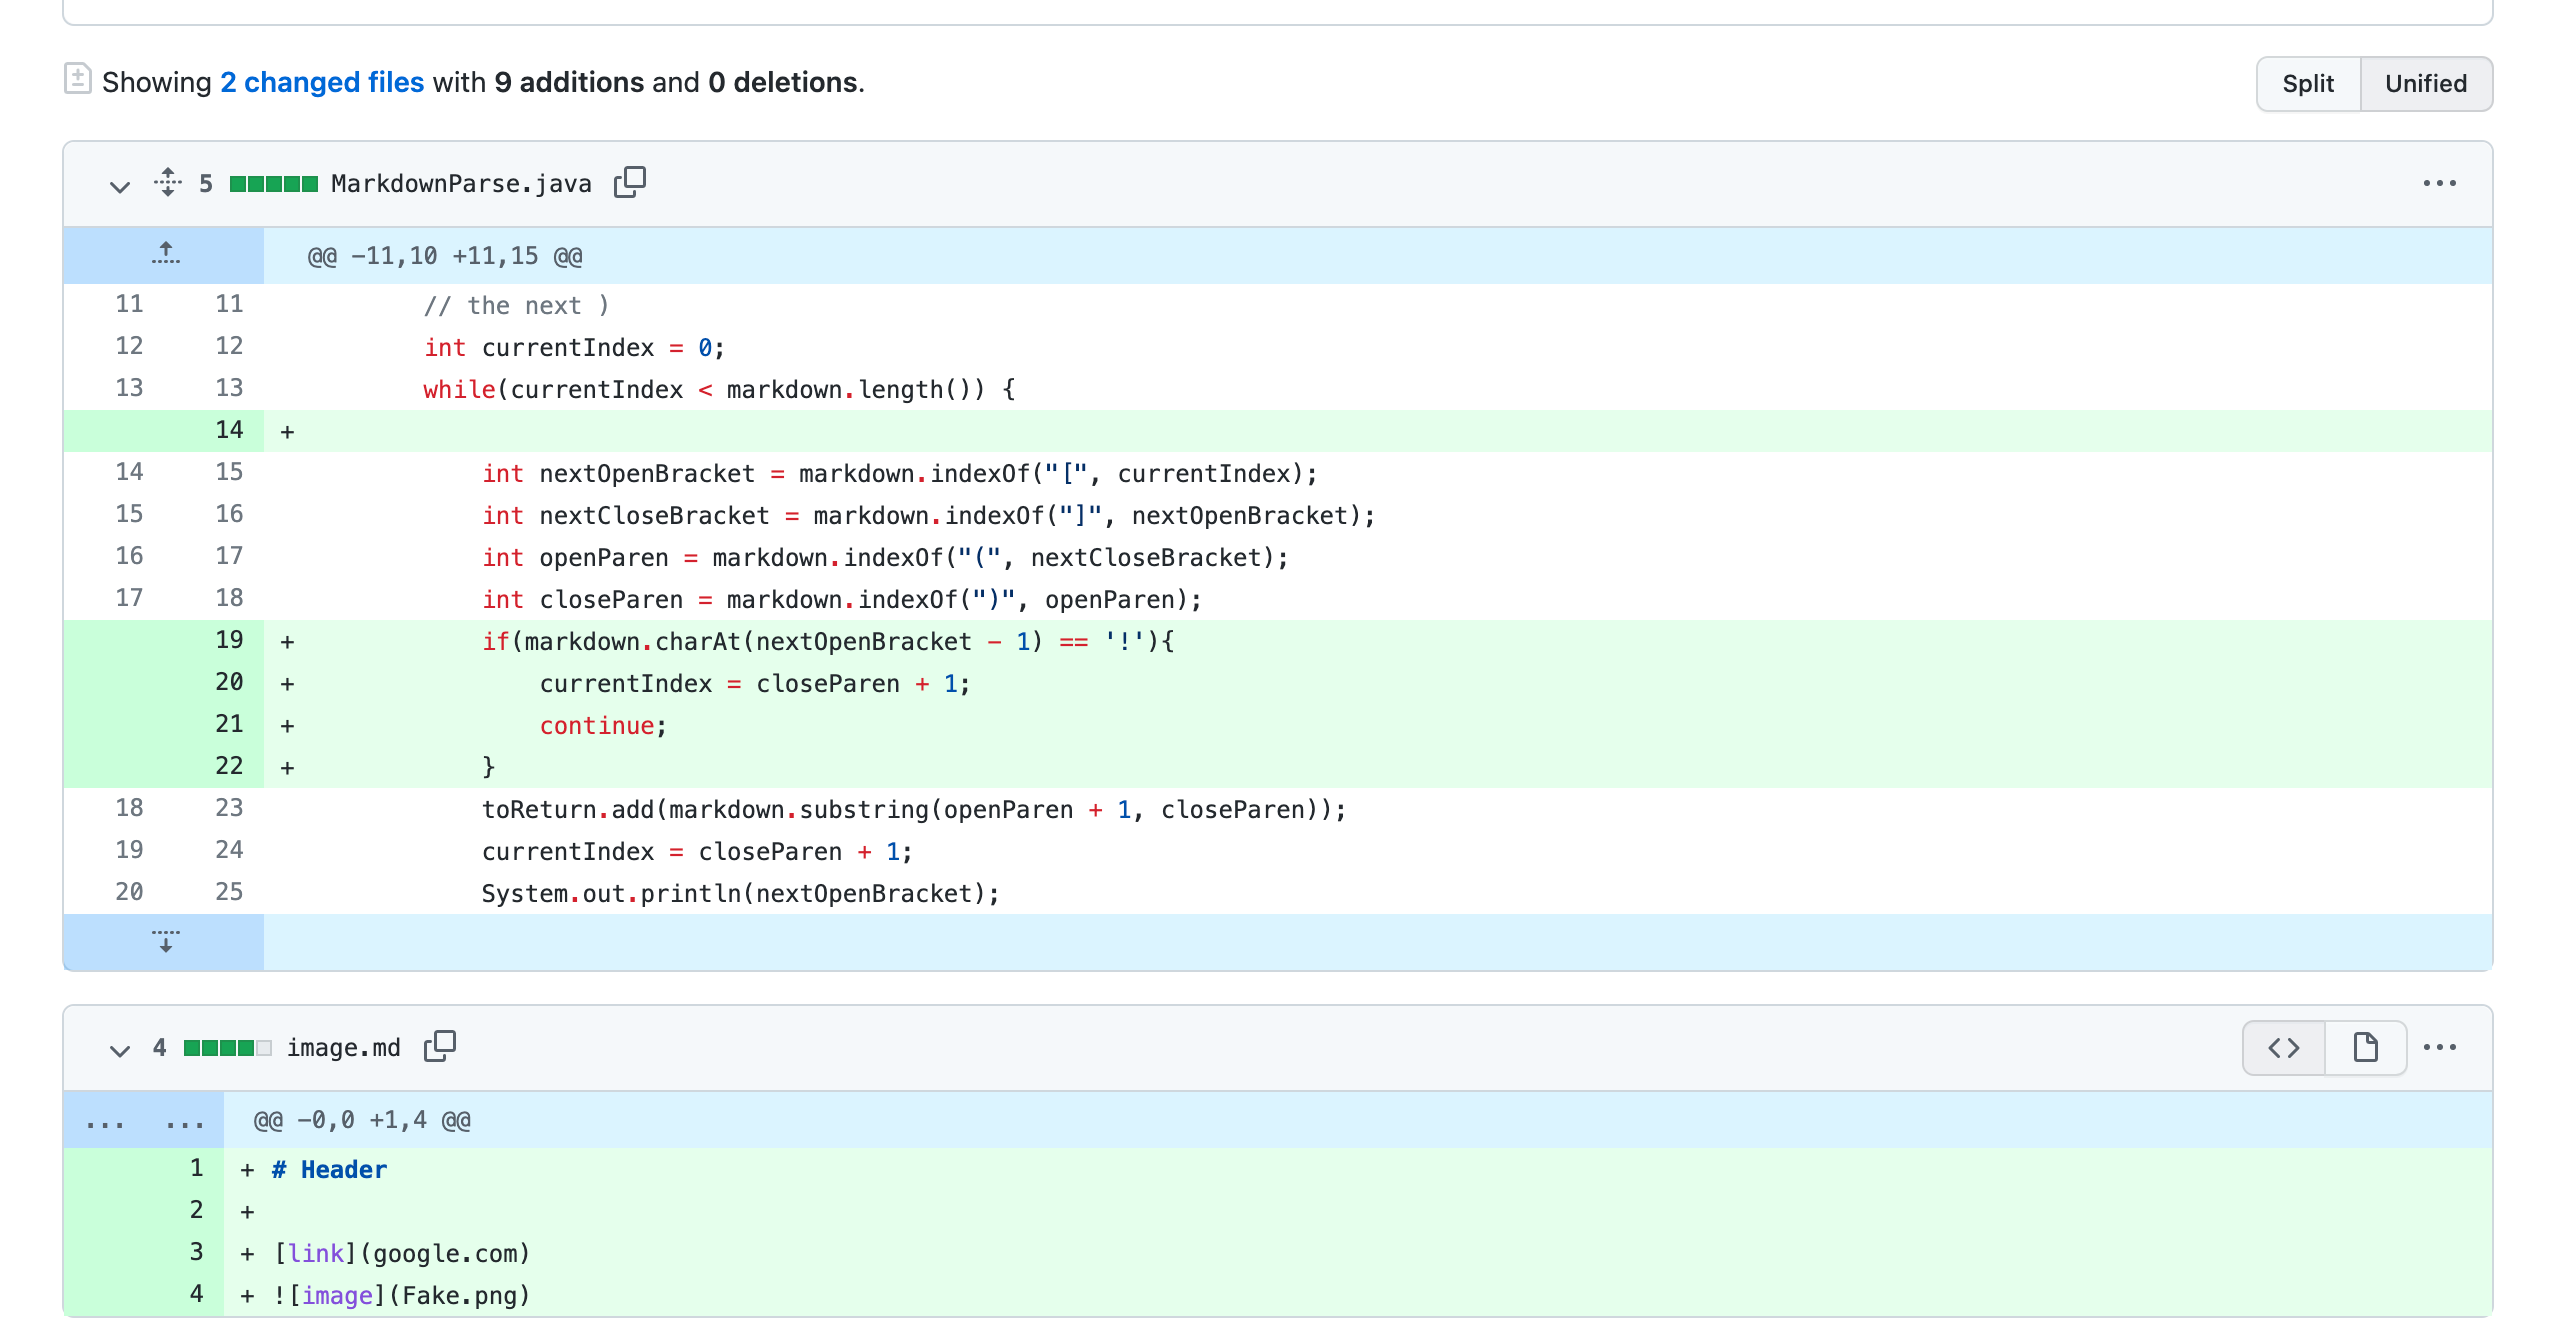 Showing 2 changed files with 9 additions and 0 deletions.
Split Unified
5 MarkdownParse.java
@@ -11,10 +11,15 @@
11 11 // the next )
12 12 int currentIndex = 0;
13 13 while(currentIndex < markdown.length()) {
14 +
14 15 int nextOpenBracket = markdown.indexOf("[", currentIndex);
15 16 int nextCloseBracket = markdown.indexOf("]", nextOpenBracket);
16 17 int openParen = markdown.indexOf("(", nextCloseBracket);
17 18 int closeParen = markdown.indexOf(")", openParen);
19 + if(markdown.charAt(nextOpenBracket - 1) == '!'){
20 + currentIndex = closeParen + 1;
21 + continue;
22 + }
18 23 toReturn.add(markdown.substring(openParen + 1, closeParen));
19 24 currentIndex = closeParen + 1;
20 25 System.out.println(nextOpenBracket);
4 image.md
... ... @@ -0,0 +1,4 @@
1 + # Header
2 +
3 + [link](google.com)
4 + ![image](Fake.png)